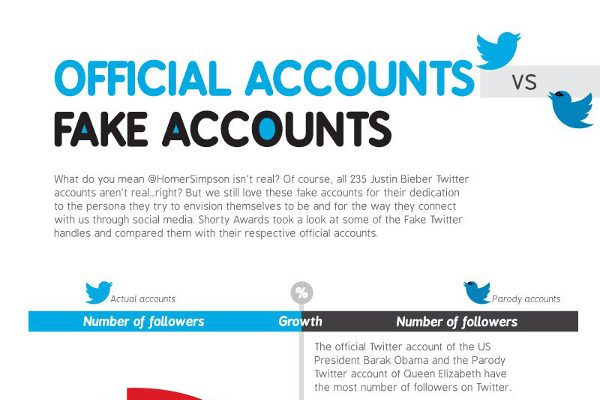 OFFICIAL ACCOUNTS
VS
FAKE ACCOUNTS
What do you mean @HomerSimpson isn't real? Of course, all 235 Justin Bieber Twitter
accounts aren't real...right? But we still love these fake accounts for their dedication
to the persona they try to envision themselves to be and for the way they connect
with us through social media. Shorty Awards took a look at some of the Fake Twitter
handles and compared them with their respective official accounts.
Actual accounts
%
Parody accounts
Number of followers
Growth
Number of followers
The official Twitter account of the US
President Barak Obama and the Parody
Twitter account of Queen Elizabeth have
the most number of followers on Twitter.